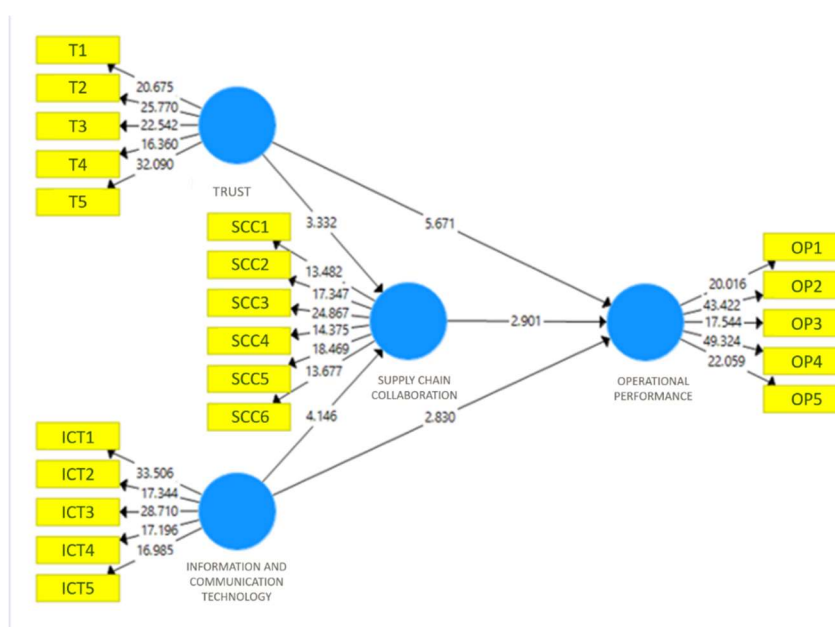 T1
T2
T3
T4
T5
20.675
25.770
22.542
16.360
32.090
TRUST
3.332
5.671
SCC1
SCC2
SCC3
SCC4
SCC5
SCC6
13.482
17.347
24.867
14.375
18.469
13.677
SUPPLY CHAIN
COLLABORATION
2.901
OP1
OP2
OP3
OP4
OP5
20.016
43.422
17.544
49.324
22.059
OPERATIONAL
PERFORMANCE
4.146
2.830
ICT1
ICT2
ICT3
ICT4
ICT5
33.506
17.344
28.710
17.196
16.985
INFORMATION AND
COMMUNICATION
TECHNOLOGY